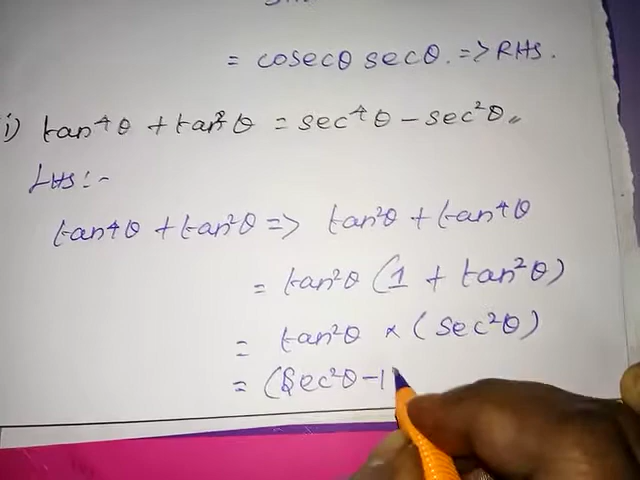 = cosecθ secθ. => RHS.
i) tan⁴θ + tan²θ = sec⁴θ - sec²θ,,
LHS:-
tan4θ + tan²θ => tan²θ + tan⁴θ
= tan²θ (1 + tan²θ)
= tan²θ × (sec²θ)
= (sec²θ-1